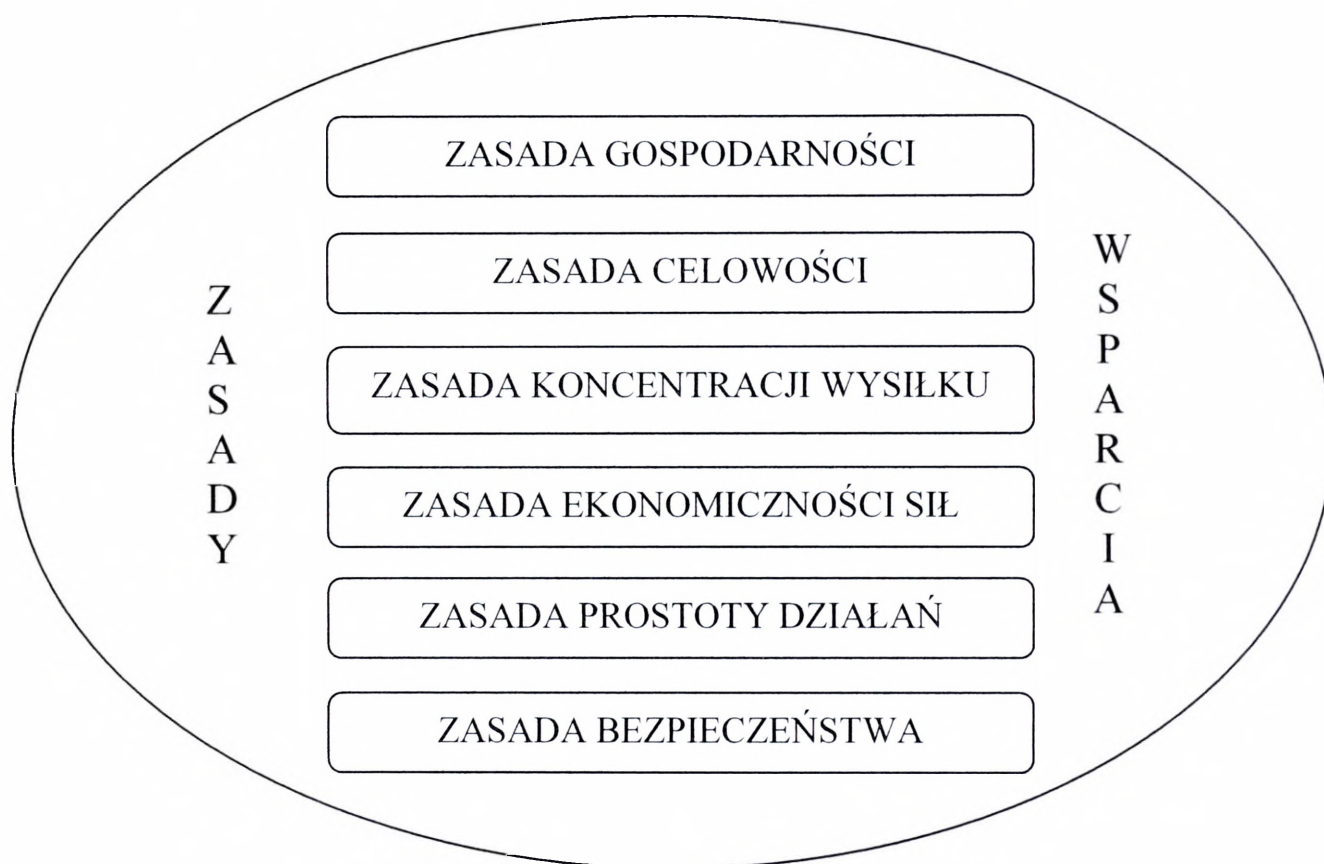 ZASADY
ZASADA GOSPODARNOŚCI
ZASADA CELOWOŚCI
ZASADA KONCENTRACJI WYSIŁKU
ZASADA EKONOMICZNOŚCI SIŁ
ZASADA PROSTOTY DZIAŁAŃ
ZASADA BEZPIECZEŃSTWA
WSPARCIA